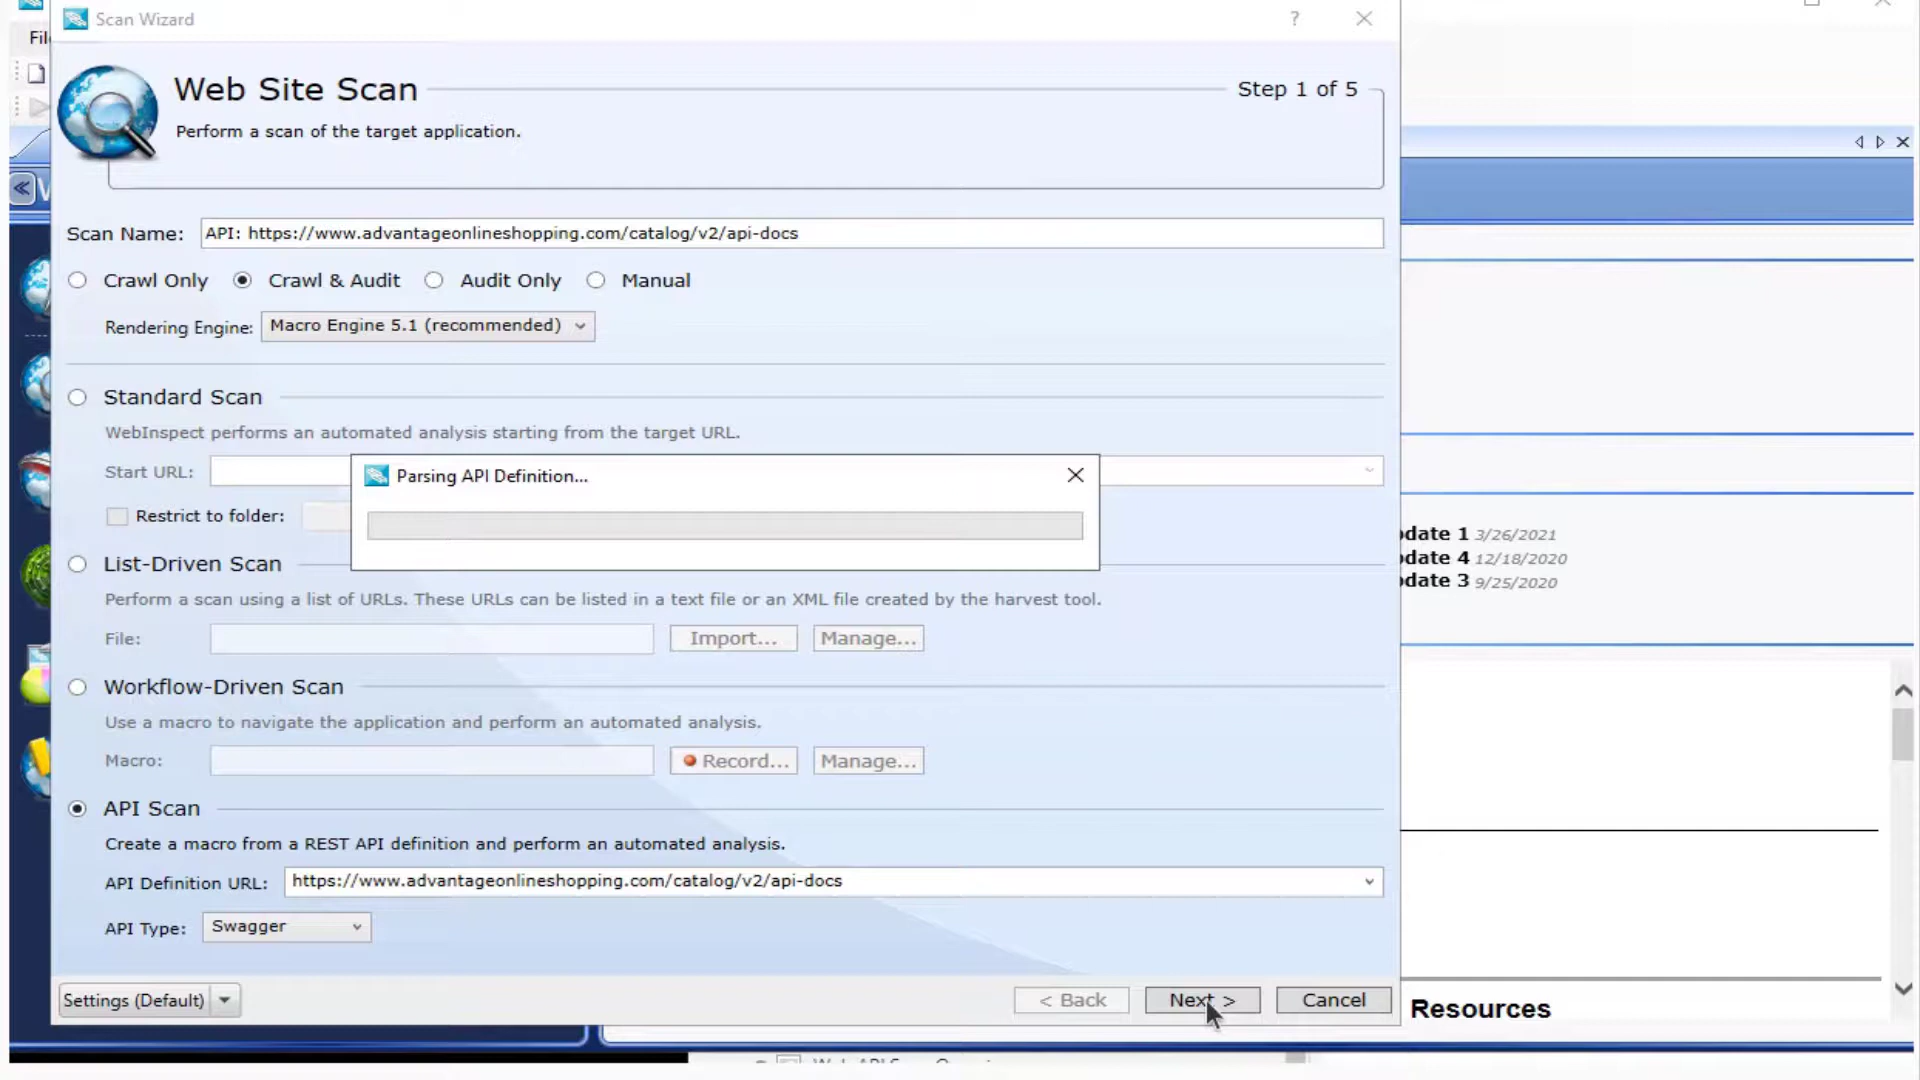 Scan Wizard
?
Web Site Scan
Step 1 of 5
Perform a scan of the target application.
Scan Name: API: https://www.advantageonlineshopping.com/catalog/v2/api-docs
Crawl Only Crawl & Audit Audit Only Manual
Rendering Engine: Macro Engine 5.1 (recommended)
Standard Scan
WebInspect performs an automated analysis starting from the target URL.
Start URL:
Parsing API Definition...
Restrict to folder:
List-Driven Scan
Perform a scan using a list of URLs. These URLs can be listed in a text file or an XML file created by the harvest tool.
File: Import... Manage...
Workflow-Driven Scan
Use a macro to navigate the application and perform an automated analysis.
Macro: Record... Manage...
API Scan
Create a macro from a REST API definition and perform an automated analysis.
API Definition URL: https://www.advantageonlineshopping.com/catalog/v2/api-docs
API Type: Swagger
Settings (Default) < Back Next > Cancel
pdate 1 3/26/2021
pdate 4 12/18/2020
pdate 3 9/25/2020
Resources